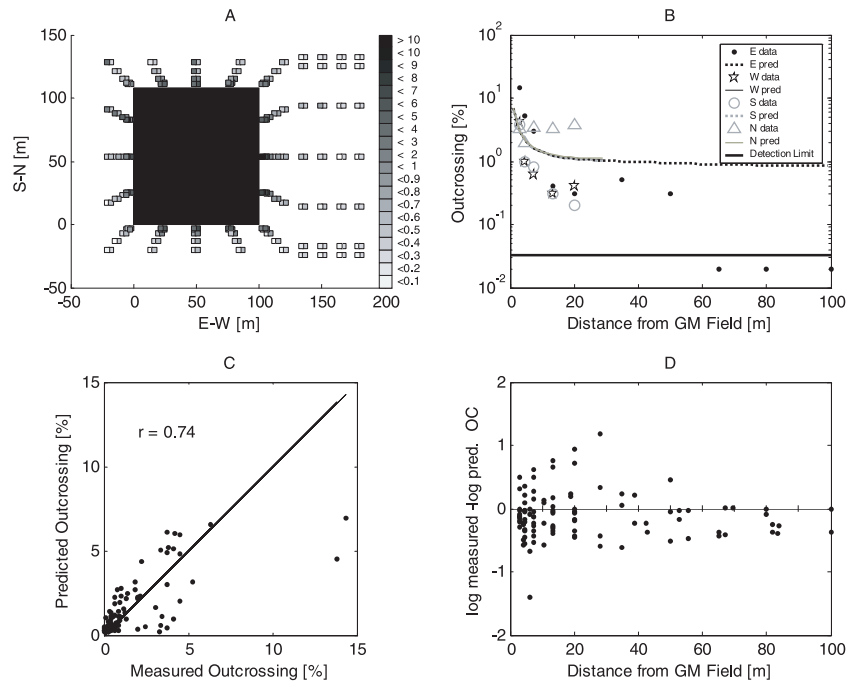 A
150
100
50
0
-50
-50
0
50
100
150
200
S-N [m]
E-W [m]
> 10
< 10
< 9
< 8
< 7
< 6
< 5
< 4
< 3
< 2
< 1
<0.9
<0.8
<0.7
<0.6
<0.5
<0.4
<0.3
<0.2
<0.1
B
10²
10¹
10⁰
10⁻¹
10⁻²
0
20
40
60
80
100
Outcrossing [%]
Distance from GM Field [m]
E data
E pred
W data
W pred
S data
S pred
N data
N pred
Detection Limit
C
15
10
5
0
0
5
10
15
r = 0.74
Predicted Outcrossing [%]
Measured Outcrossing [%]
D
2
1
0
-1
-2
0
20
40
60
80
100
log measured -log pred. OC
Distance from GM Field [m]